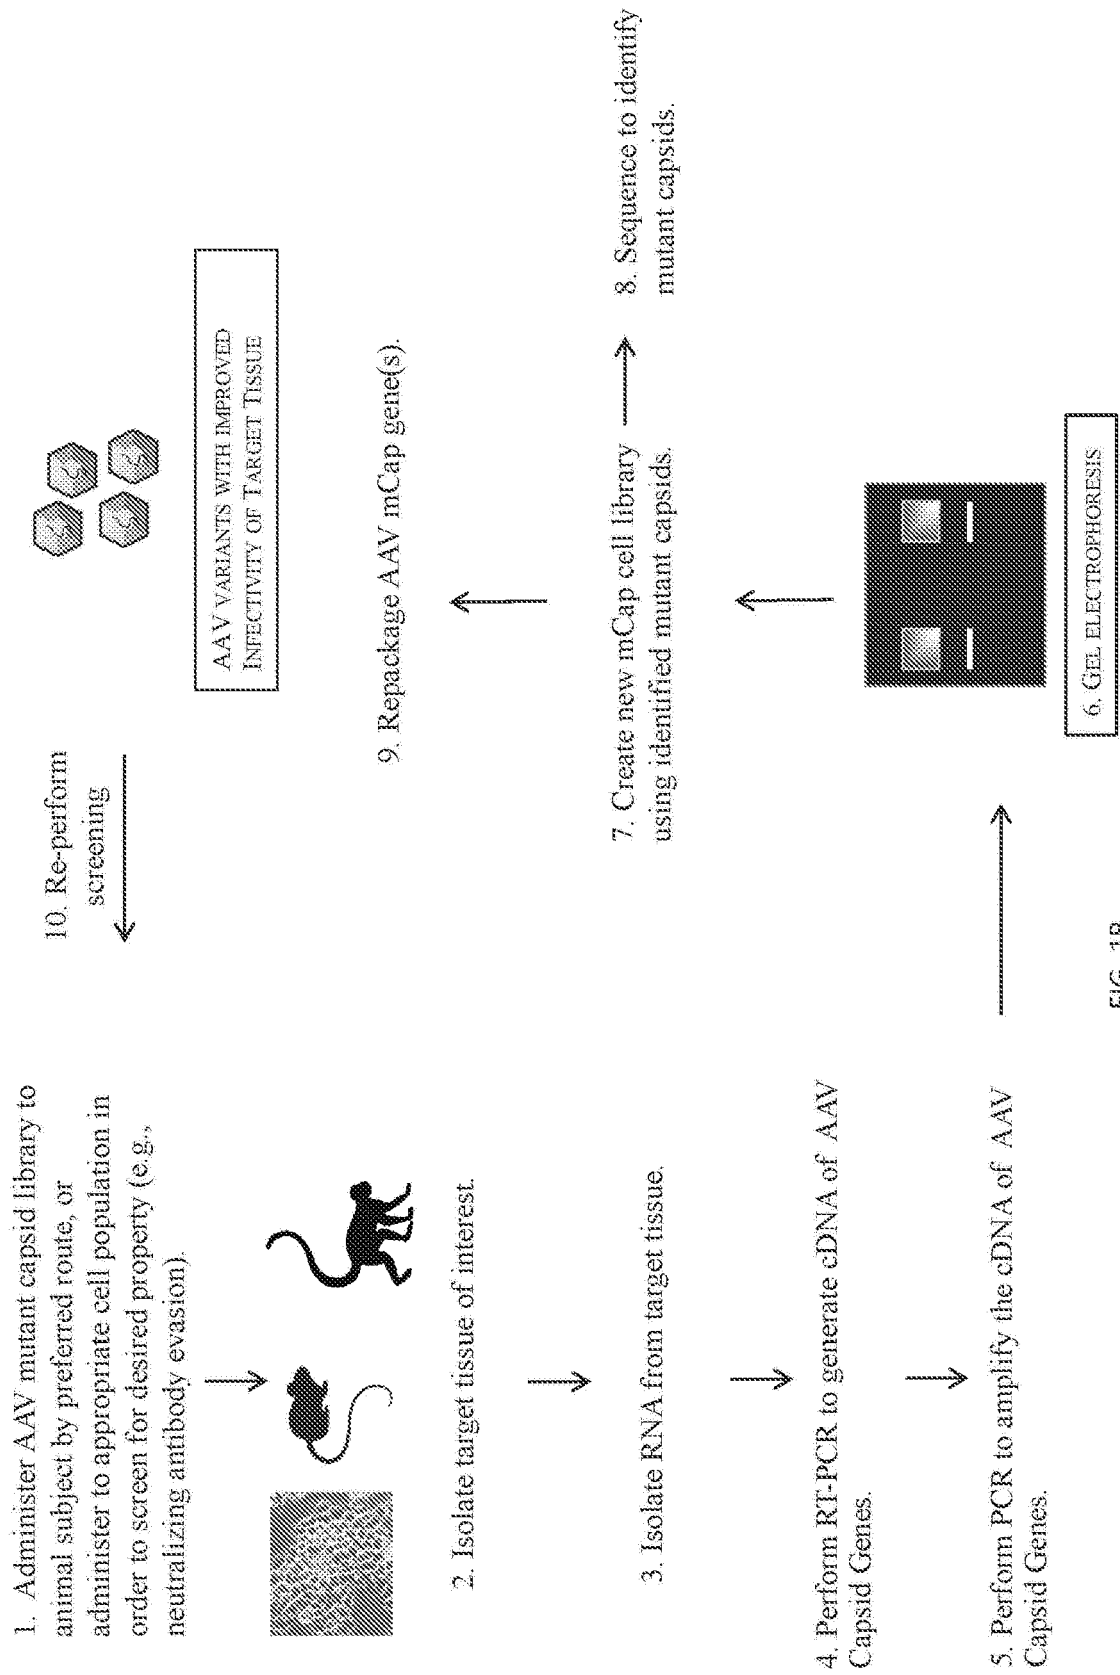 1. Administer AAV mutant capsid library to
animal subject by preferred route, or
administer to appropriate cell population in
order to screen for desired property (e.g.,
neutralizing antibody evasion).
2. Isolate target tissue of interest.
3. Isolate RNA from target tissue.
4. Perform RT-PCR to generate cDNA of AAV
Capsid Genes.
5. Perform PCR to amplify the cDNA of AAV
Capsid Genes.
6. GEL ELECTROPHORESIS
7. Create new mCap cell library
using identified mutant capsids.
8. Sequence to identify
mutant capsids.
9. Repackage AAV mCap gene(s).
AAV VARIANTS WITH IMPROVED
INFECTIVITY OF TARGET TISSUE
10. Re-perform
screening
FIG. 1B